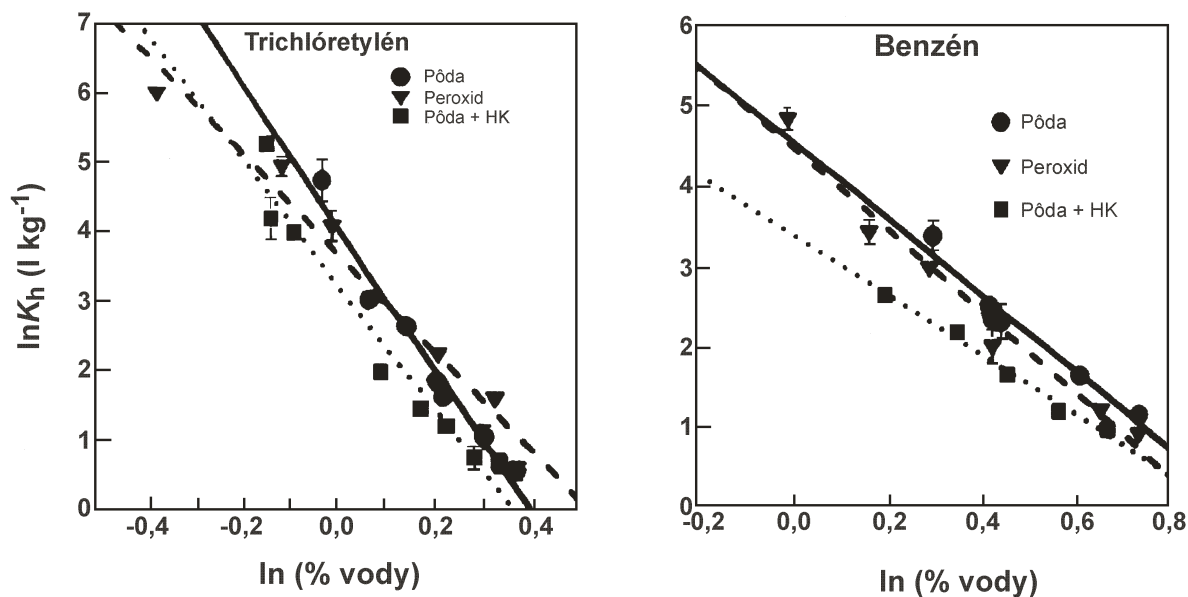 Trichlóretylén
Pôda
Peroxid
Pôda + HK
7
6
5
4
3
2
1
0
-0,4
-0,2
0,0
0,2
0,4
lnKh (l kg-1)
ln (% vody)
Benzén
Pôda
Peroxid
Pôda + HK
6
5
4
3
2
1
0
-0,2
0,0
0,2
0,4
0,6
0,8
ln (% vody)